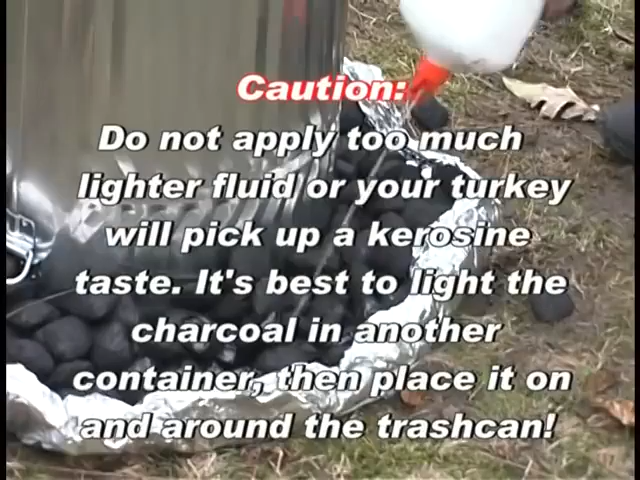 Caution:
Do not apply too much
lighter fluid or your turkey
will pick up a kerosine
taste. It's best to light the
charcoal in another
container, then place it on
and around the trashcan!